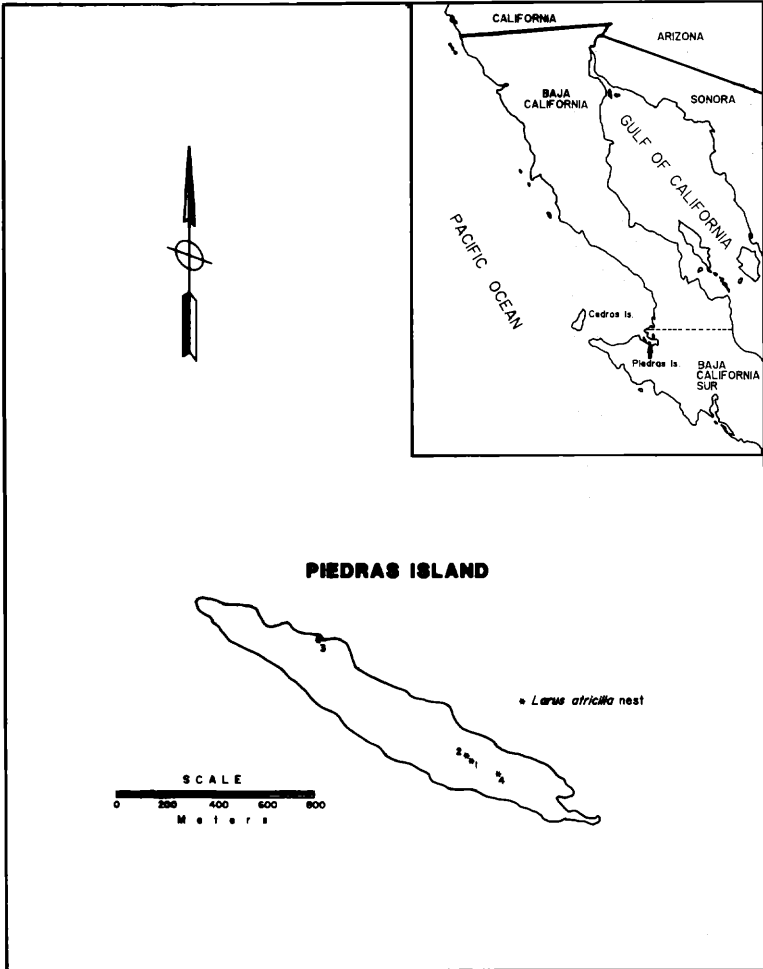 CALIFORNIA
ARIZONA
BAJA
CALIFORNIA
SONORA
GULF OF CALIFORNIA
PACIFIC OCEAN
Cedros Is.
Piedras Is.
BAJA
CALIFORNIA
SUR
PIEDRAS ISLAND
3
* Larus atricilla nest
2
1
4
SCALE
0 200 400 600 800
Meters